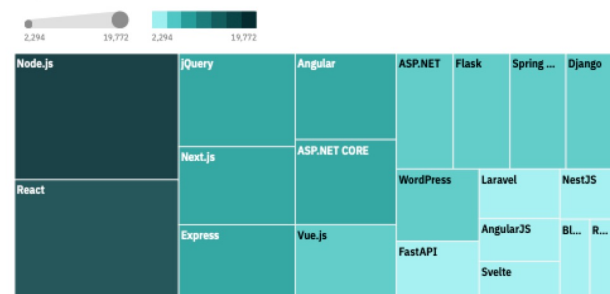 2,294 19,772 2,294 19,772
Node.js jQuery Angular ASP.NET Flask Spring ... Django
Next.js ASP.NET CORE
React WordPress Laravel NestJS
Express Vue.js AngularJS Bl... R...
FastAPI
Svelte